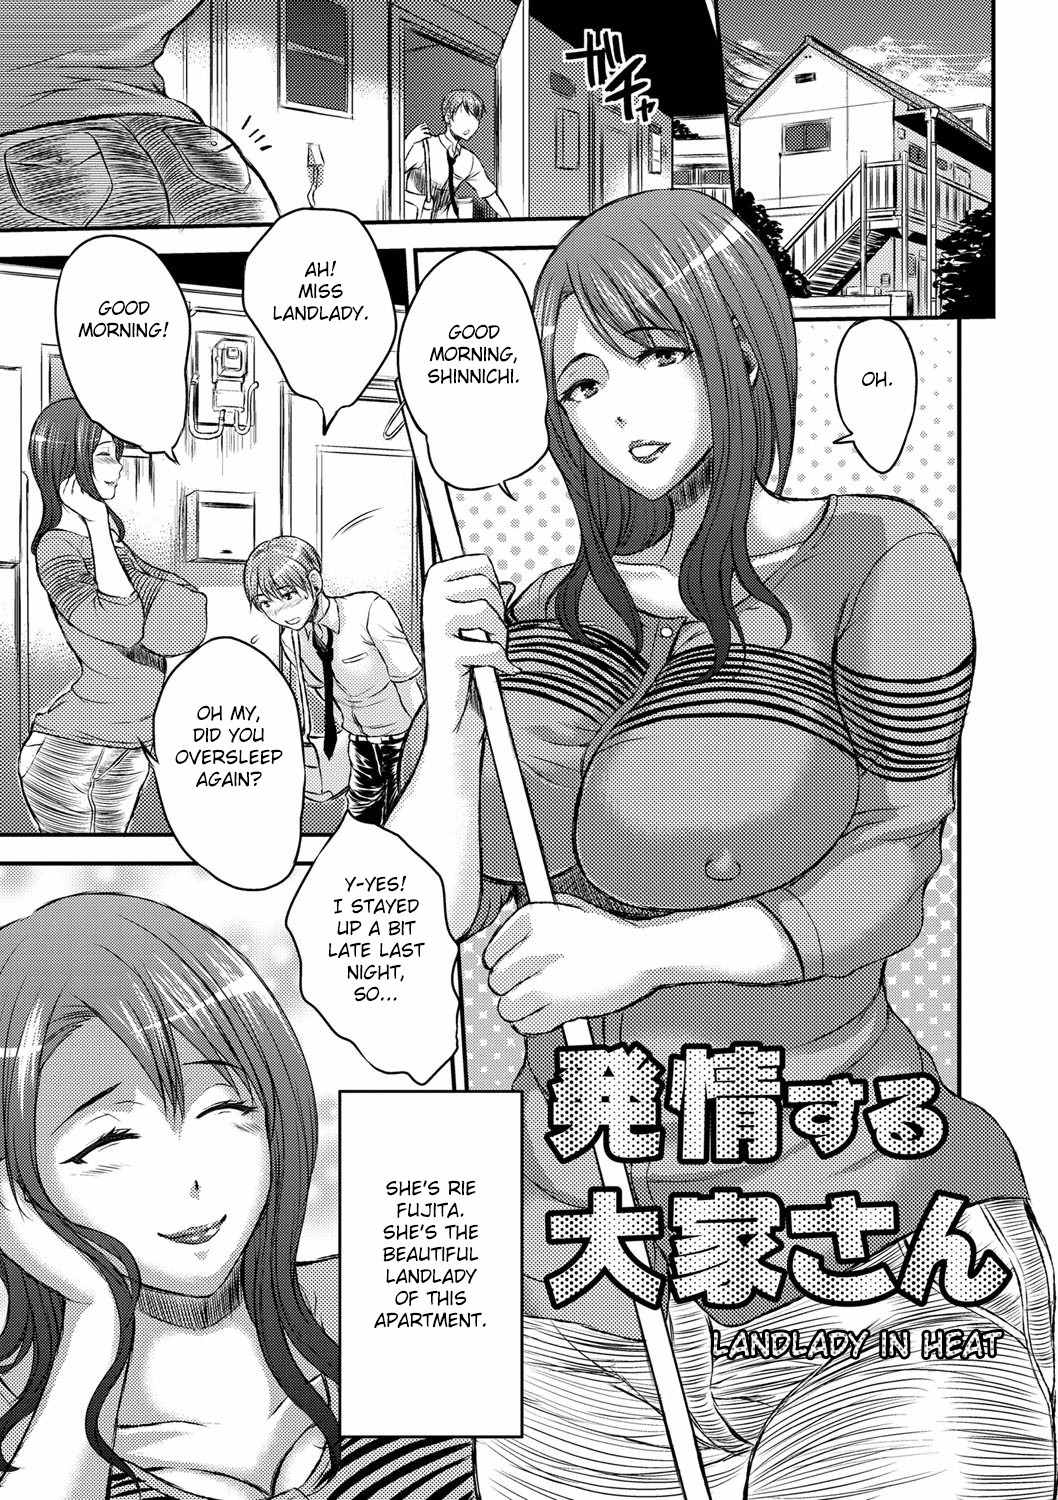 ガチャ
OH.
GOOD
MORNING,
SHINNICHI.
AH!
MISS
LANDLADY.
GOOD
MORNING!
OH MY,
DID YOU
OVERSLEEP
AGAIN?
Y-YES!
I STAYED
UP A BIT
LATE LAST
NIGHT,
SO...
SHE'S RIE
FUJITA.
SHE'S THE
BEAUTIFUL
LANDLADY
OF THIS
APARTMENT.
発情する
大家さん
LANDLADY IN HEAT